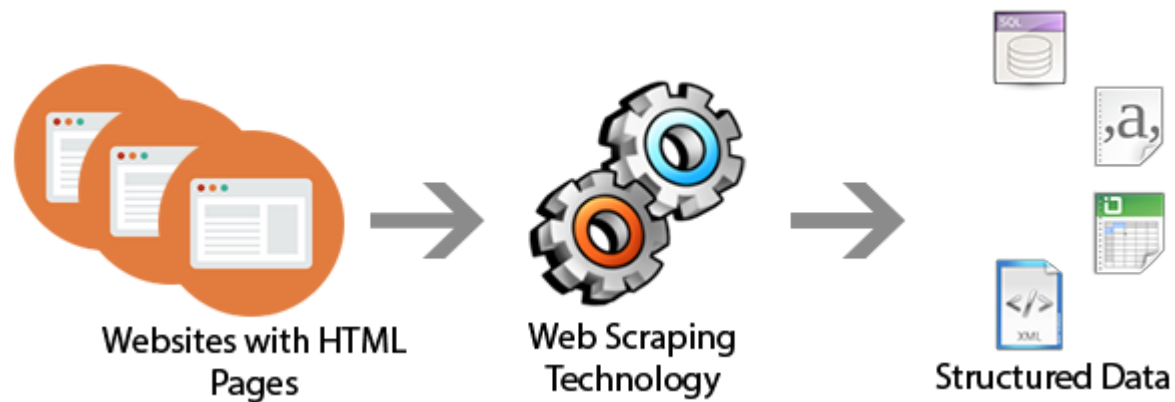 Websites with HTML
Pages
Web Scraping
Technology
SQL
,a,
</>
XML
Structured Data